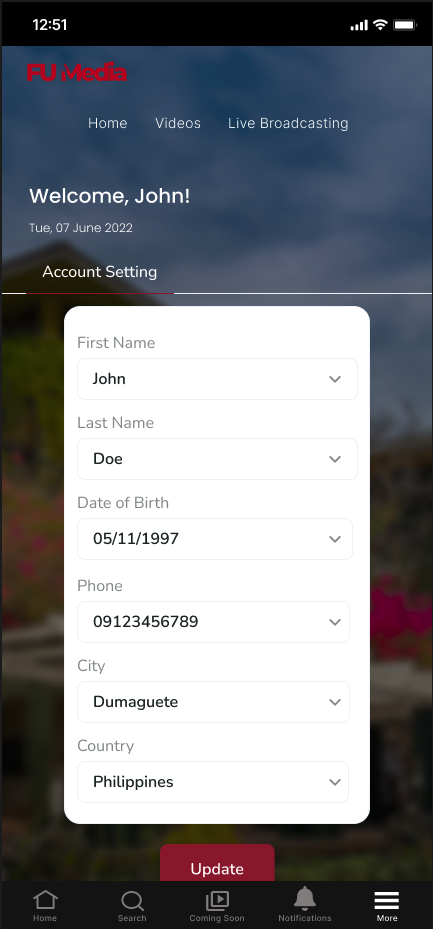 12:51
FU Media
Home Videos Live Broadcasting
Welcome, John!
Tue, 07 June 2022
Account Setting
First Name
John
Last Name
Doe
Date of Birth
05/11/1997
Phone
09123456789
City
Dumaguete
Country
Philippines
Update
Home Search Coming Soon Notifications More